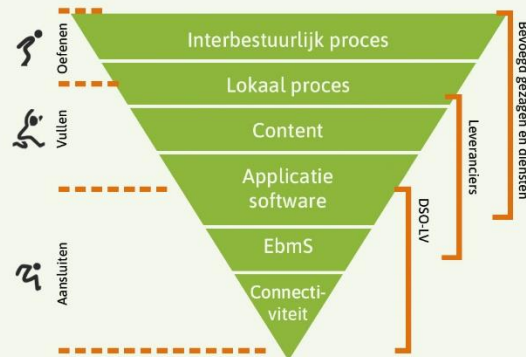 Oefenen
Vullen
Aansluiten
Interbestuurlijk proces
Lokaal proces
Content
Applicatie
software
EbmS
Connecti-
viteit
DSO-LV
Leveranciers
Bevoegd gezagen en diensten